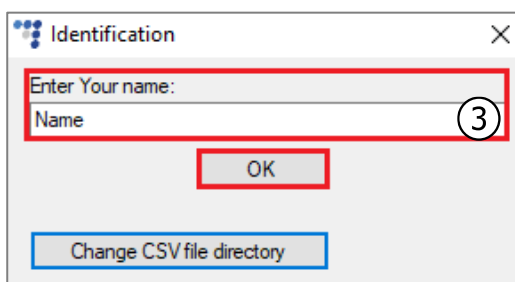 Identification
Enter Your name:
Name
3
OK
Change CSV file directory